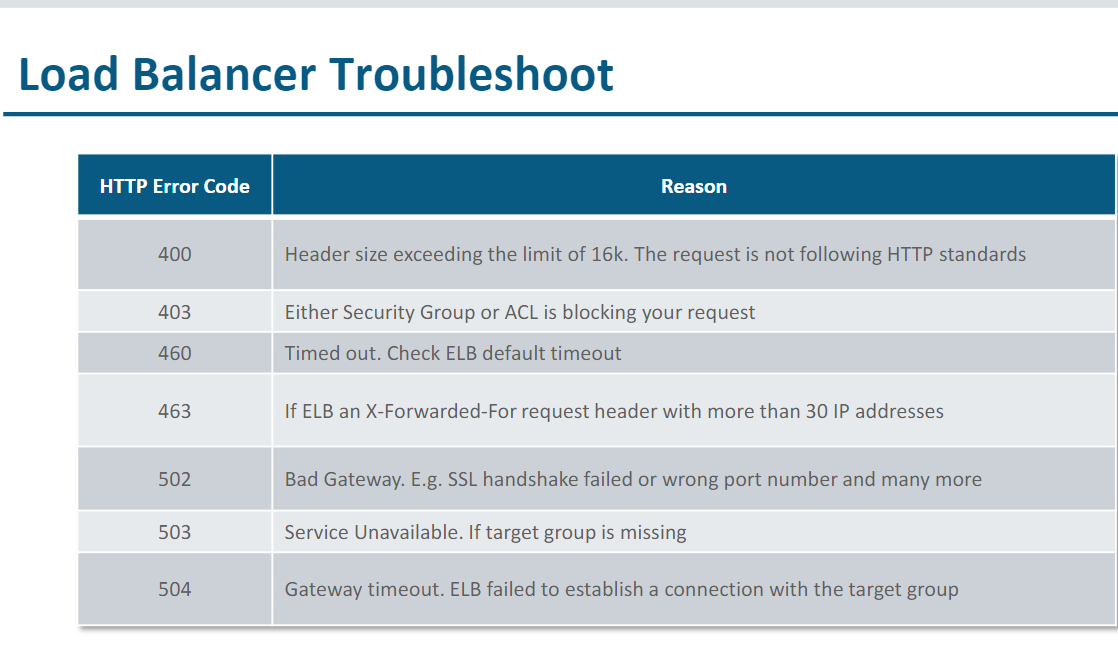 Load Balancer Troubleshoot
HTTP Error Code Reason
400 Header size exceeding the limit of 16k. The request is not following HTTP standards
403 Either Security Group or ACL is blocking your request
460 Timed out. Check ELB default timeout
463 If ELB an X-Forwarded-For request header with more than 30 IP addresses
502 Bad Gateway. E.g. SSL handshake failed or wrong port number and many more
503 Service Unavailable. If target group is missing
504 Gateway timeout. ELB failed to establish a connection with the target group